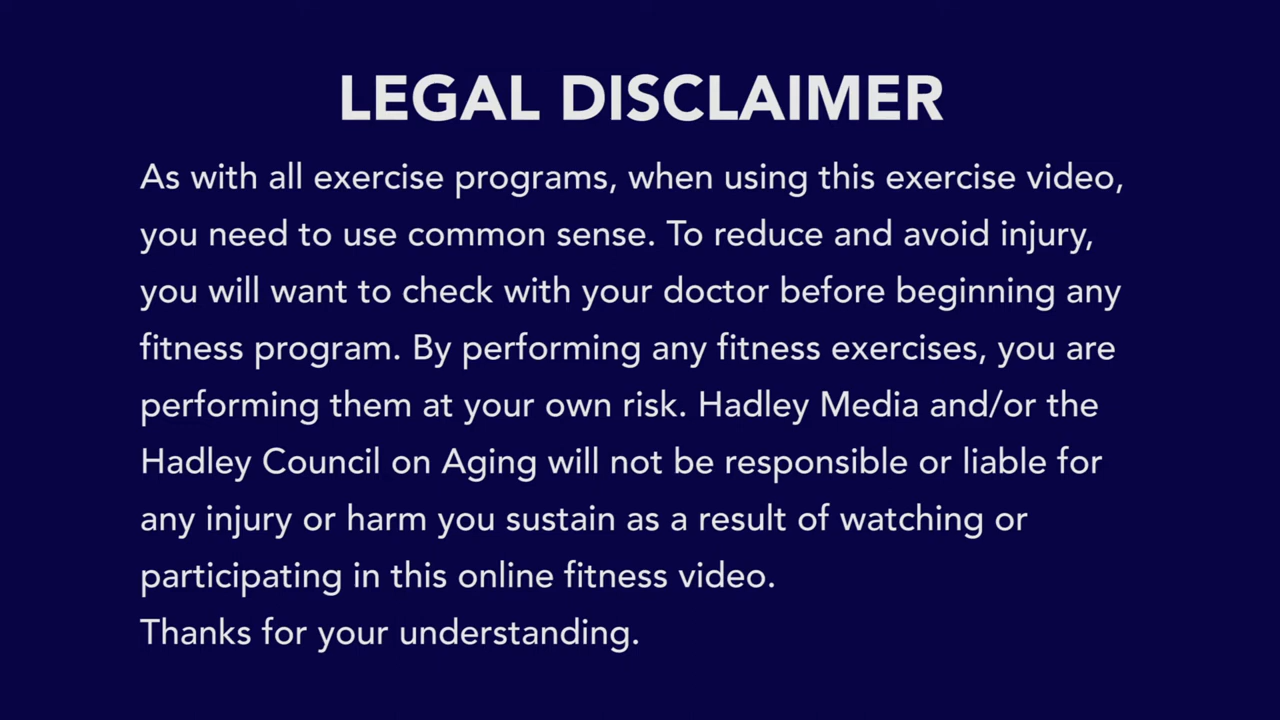 LEGAL DISCLAIMER
As with all exercise programs, when using this exercise video,
you need to use common sense. To reduce and avoid injury,
you will want to check with your doctor before beginning any
fitness program. By performing any fitness exercises, you are
performing them at your own risk. Hadley Media and/or the
Hadley Council on Aging will not be responsible or liable for
any injury or harm you sustain as a result of watching or
participating in this online fitness video.
Thanks for your understanding.